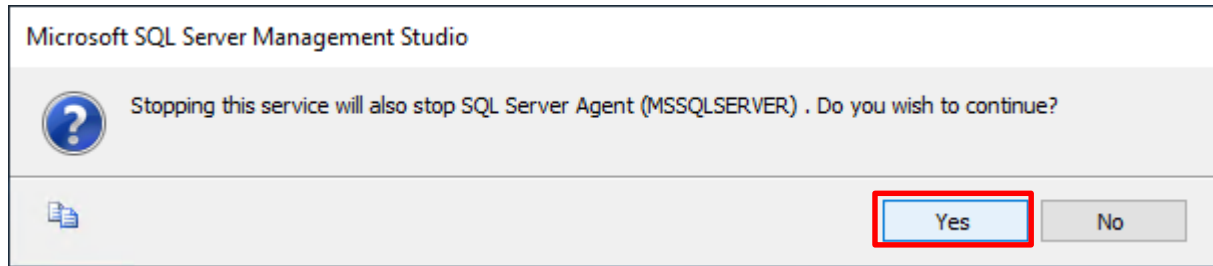 Microsoft SQL Server Management Studio
Stopping this service will also stop SQL Server Agent (MSSQLSERVER) . Do you wish to continue?
Yes
No